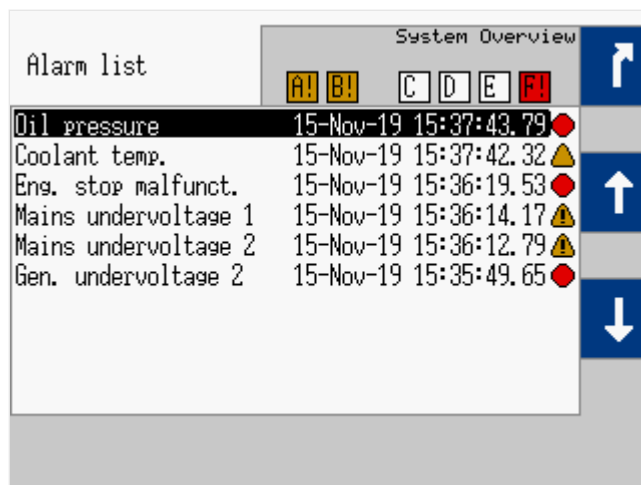 System Overview
Alarm list
A! B! C D E F!
Oil pressure 15-Nov-19 15:37:43.79
Coolant temp. 15-Nov-19 15:37:42.32
Eng. stop malfunct. 15-Nov-19 15:36:19.53
Mains undervoltage 1 15-Nov-19 15:36:14.17
Mains undervoltage 2 15-Nov-19 15:36:12.79
Gen. undervoltage 2 15-Nov-19 15:35:49.65